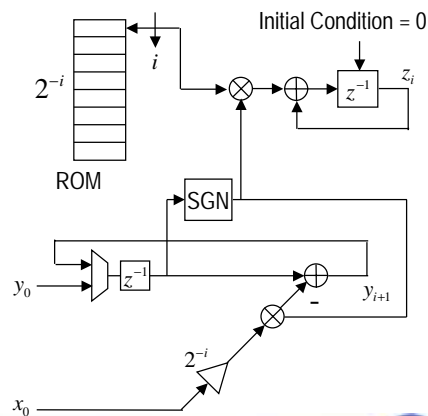 Initial Condition = 0
i
2^{-i}
z^{-1}
z_i
ROM
SGN
y_0
z^{-1}
-
y_{i+1}
2^{-i}
x_0